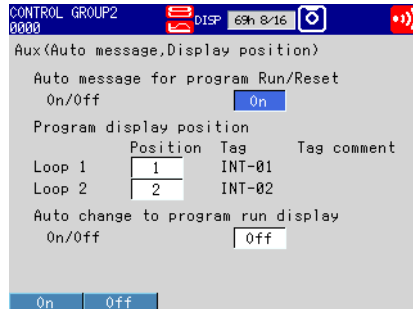 CONTROL GROUP2
0000
DISP 69h 8/16
Aux(Auto message,Display position)
Auto message for program Run/Reset
On/Off On
Program display position
Position Tag Tag comment
Loop 1 1 INT-01
Loop 2 2 INT-02
Auto change to program run display
On/Off Off
On Off